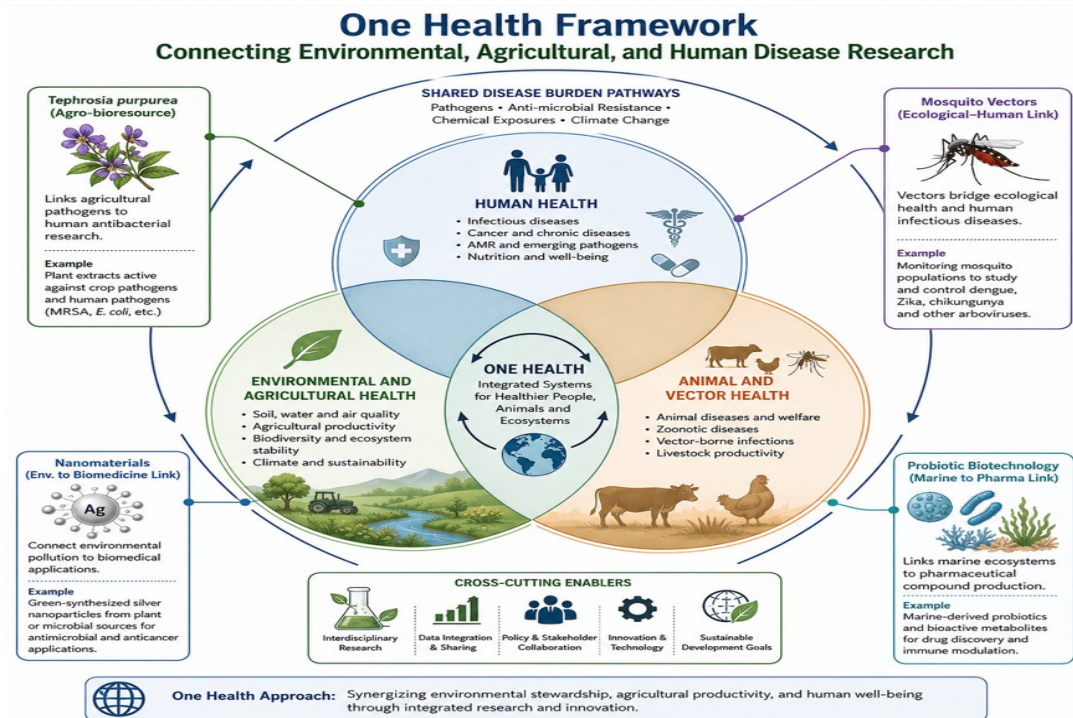 One Health Framework
Connecting Environmental, Agricultural, and Human Disease Research
SHARED DISEASE BURDEN PATHWAYS
Pathogens • Anti-microbial Resistance •
Chemical Exposures • Climate Change
Tephrosia purpurea
(Agro-bioresource)
Links agricultural
pathogens to
human antibacterial
research.
Example
Plant extracts active
against crop pathogens
and human pathogens
(MRSA, E. coli, etc.)
Mosquito Vectors
(Ecological–Human Link)
Vectors bridge ecological
health and human
infectious diseases.
Example
Monitoring mosquito
populations to study
and control dengue,
Zika, chikungunya
and other arboviruses.
HUMAN HEALTH
• Infectious diseases
• Cancer and chronic diseases
• AMR and emerging pathogens
• Nutrition and well-being
ENVIRONMENTAL AND
AGRICULTURAL HEALTH
• Soil, water and air quality
• Agricultural productivity
• Biodiversity and ecosystem
stability
• Climate and sustainability
ONE HEALTH
Integrated Systems
for Healthier People,
Animals and
Ecosystems
ANIMAL AND
VECTOR HEALTH
• Animal diseases and welfare
• Zoonotic diseases
• Vector-borne infections
• Livestock productivity
Nanomaterials
(Env. to Biomedicine Link)
Ag
Connect environmental
pollution to biomedical
applications.
Example
Green-synthesized silver
nanoparticles from plant
or microbial sources for
antimicrobial and anticancer
applications.
Probiotic Biotechnology
(Marine to Pharma Link)
Links marine ecosystems
to pharmaceutical
compound production.
Example
Marine-derived probiotics
and bioactive metabolites
for drug discovery and
immune modulation.
CROSS-CUTTING ENABLERS
Interdisciplinary
Research
Data Integration
& Sharing
Policy & Stakeholder
Collaboration
Innovation &
Technology
Sustainable
Development Goals
One Health Approach: Synergizing environmental stewardship, agricultural productivity, and human well-being
through integrated research and innovation.